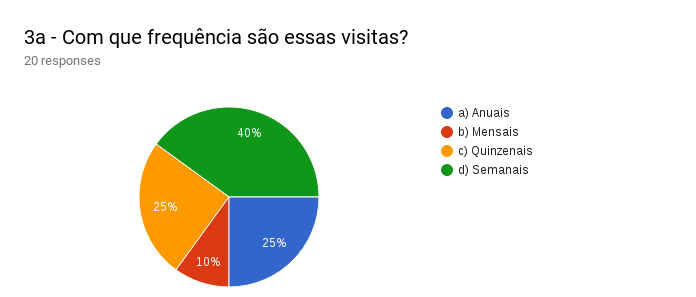 3a - Com que frequência são essas visitas?
20 responses
40%
25%
10%
25%
a) Anuais
b) Mensais
c) Quinzenais
d) Semanais